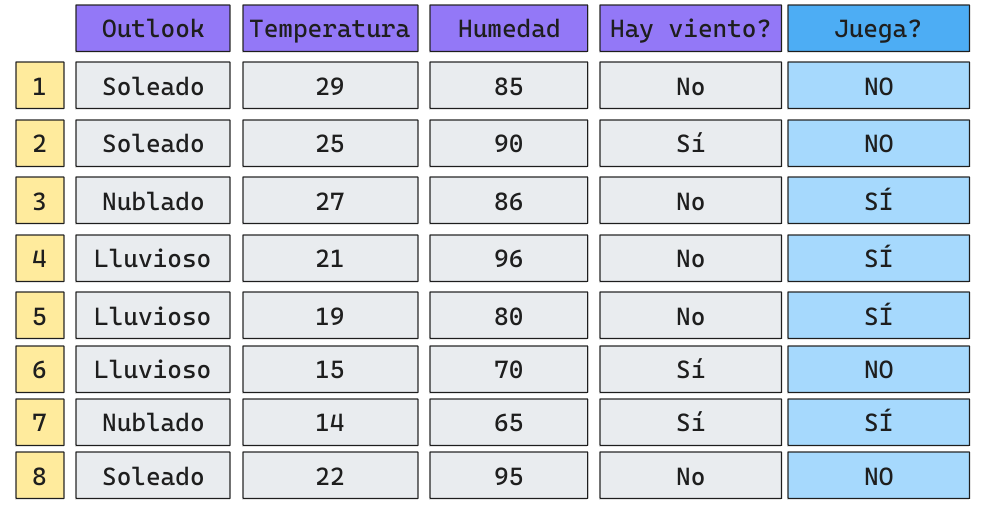 Outlook Temperatura Humedad Hay viento? Juega?
1 Soleado 29 85 No NO
2 Soleado 25 90 Sí NO
3 Nublado 27 86 No SÍ
4 Lluvioso 21 96 No SÍ
5 Lluvioso 19 80 No SÍ
6 Lluvioso 15 70 Sí NO
7 Nublado 14 65 Sí SÍ
8 Soleado 22 95 No NO